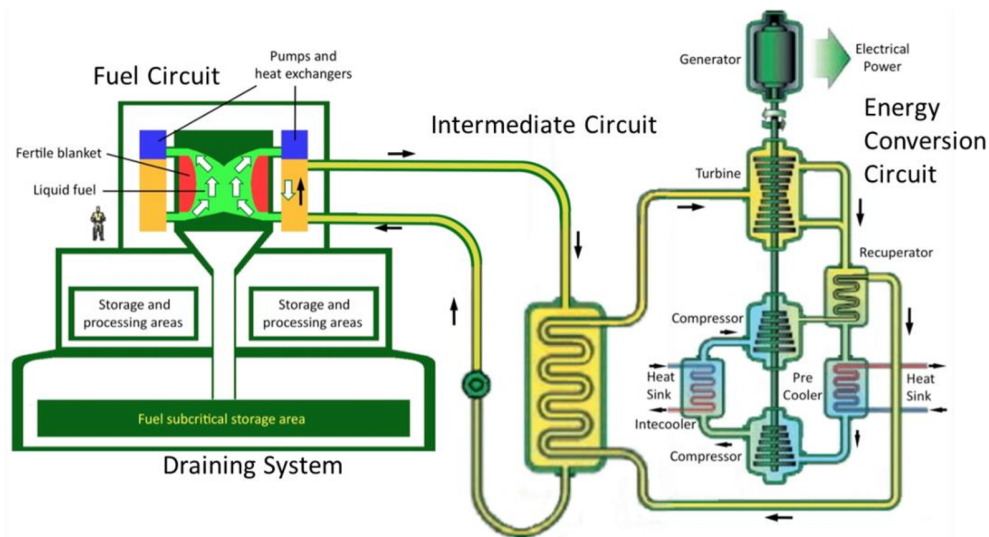 Fuel Circuit
Pumps and
heat exchangers
Fertile blanket
Liquid fuel
Storage and
processing areas
Storage and
processing areas
Fuel subcritical storage area
Draining System
Intermediate Circuit
Generator
Electrical
Power
Energy
Conversion
Circuit
Turbine
Recuperator
Compressor
Heat
Sink
Intecooler
Pre
Cooler
Heat
Sink
Compressor